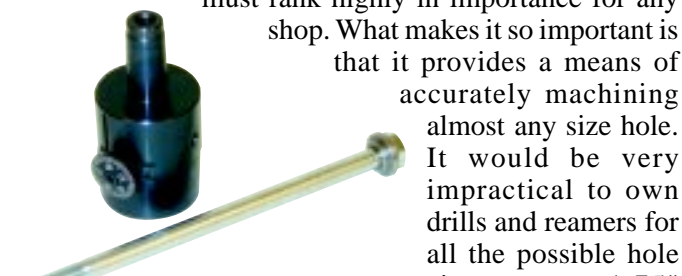 must rank highly in importance for any
shop. What makes it so important is
that it provides a means of
accurately machining
almost any size hole.
It would be very
impractical to own
drills and reamers for
all the possible hole